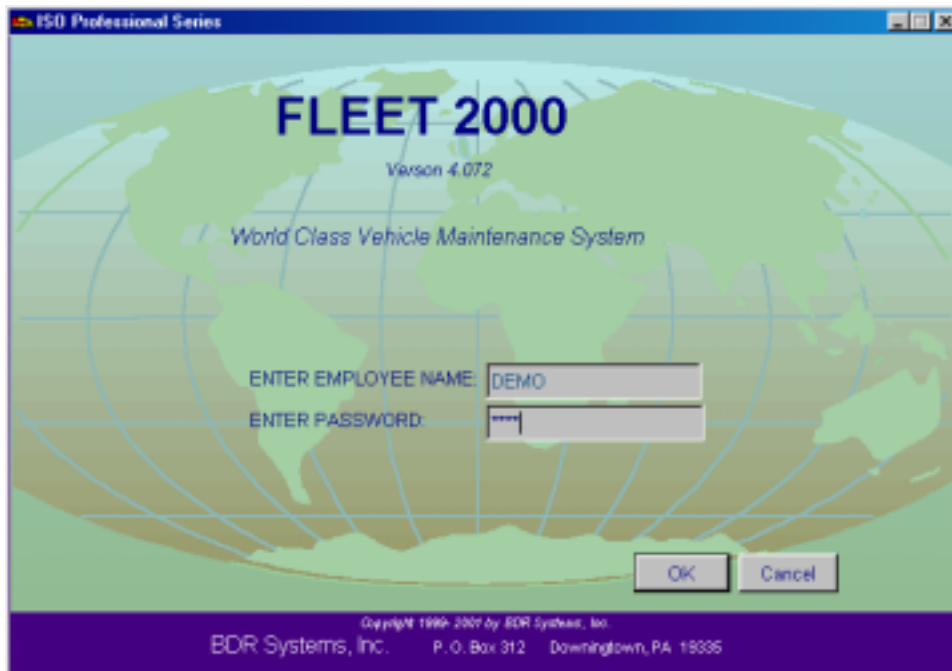 ISO Professional Series
FLEET 2000
Verson 4.072
World Class Vehicle Maintenance System
ENTER EMPLOYEE NAME: DEMO
ENTER PASSWORD: ****
OK Cancel
Copyright 1999-2001 by BDR Systems, Inc.
BDR Systems, Inc. P. O. Box 312 Downingtown, PA 19335